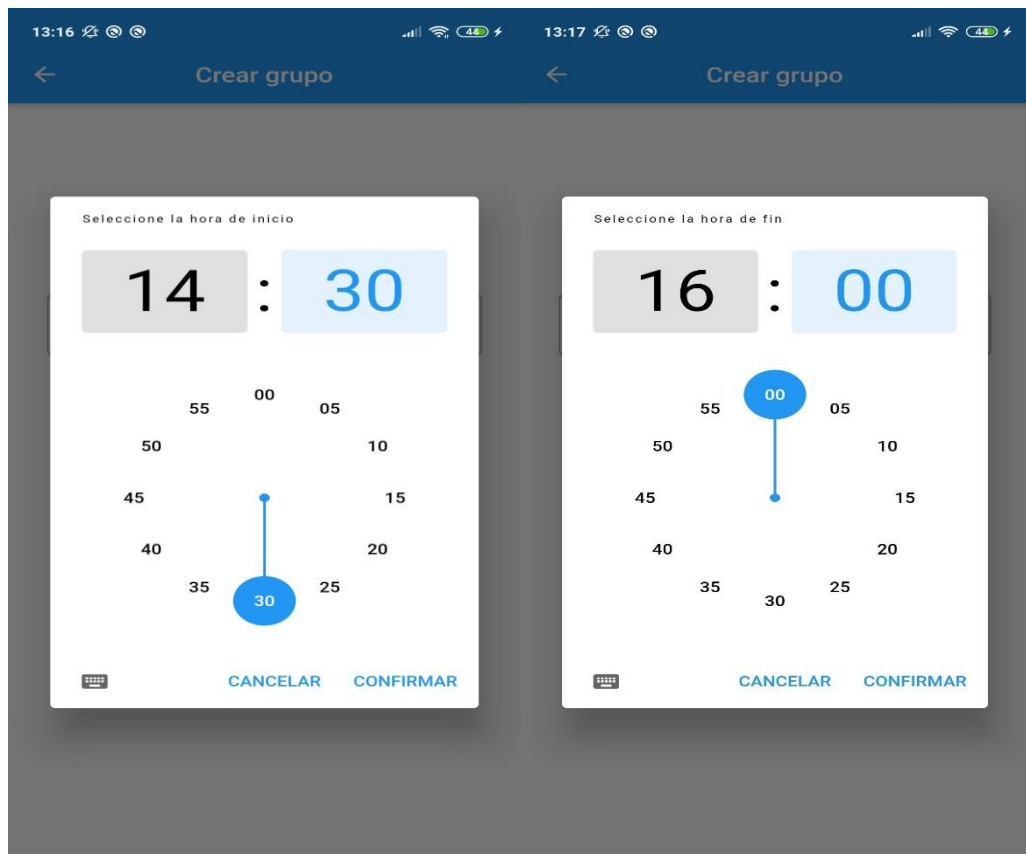 13:16
44
Crear grupo
Seleccione la hora de inicio
14 : 30
00
55
05
50
10
45
15
40
20
35
25
30
CANCELAR
CONFIRMAR
13:17
44
Crear grupo
Seleccione la hora de fin
16 : 00
00
55
05
50
10
45
15
40
20
35
25
30
CANCELAR
CONFIRMAR